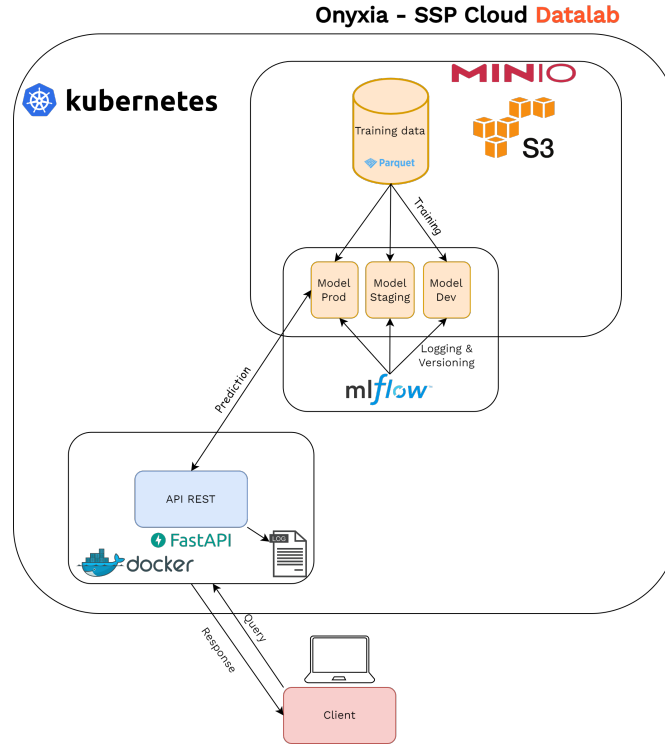 Onyxia - SSP Cloud Datalab
kubernetes
MINIO
S3
Training data
Parquet
Training
Model
Prod
Model
Staging
Model
Dev
Logging &
Versioning
mlflow™
Prediction
API REST
FastAPI
LOG
docker
Query
Response
Client